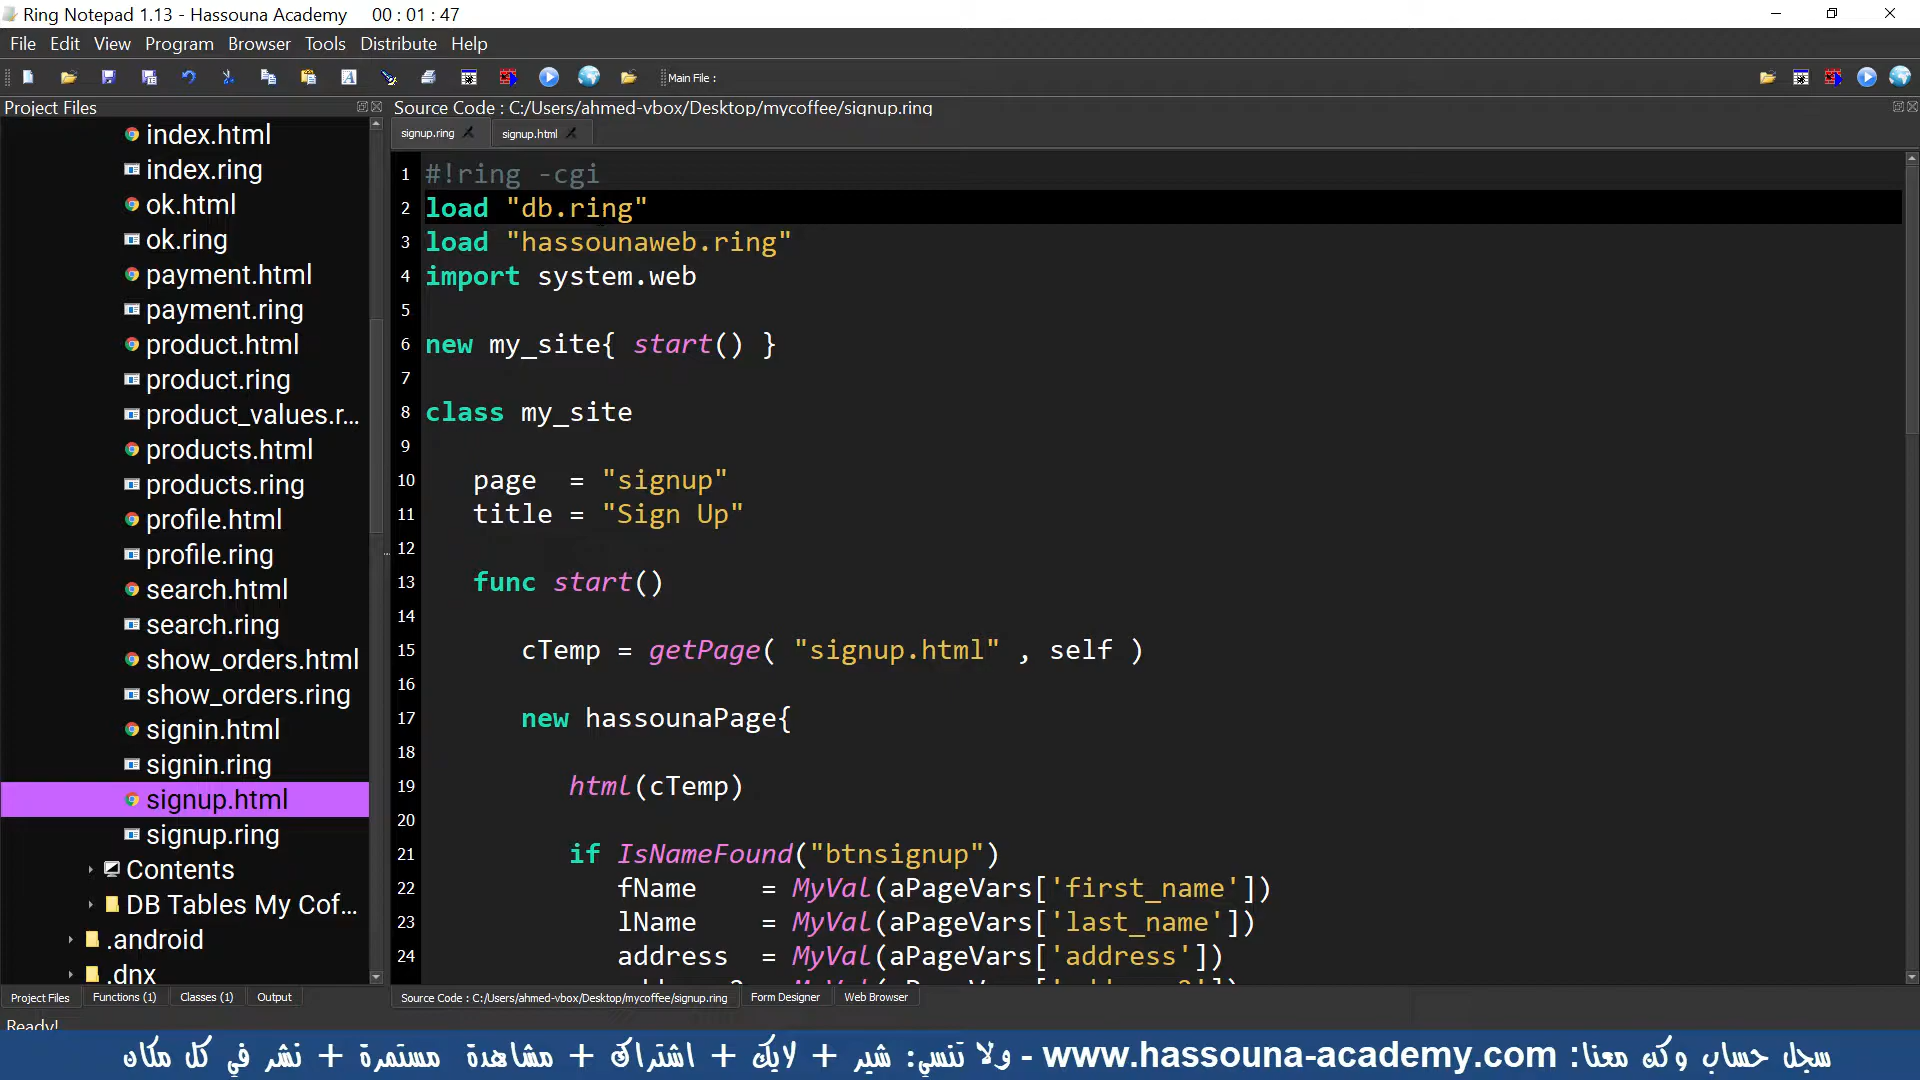 Ring Notepad 1.13 - Hassouna Academy 00 : 01 : 47
File Edit View Program Browser Tools Distribute Help
Main File :
Project Files
Source Code : C:/Users/ahmed-vbox/Desktop/mycoffee/signup.ring
signup.ring signup.html
index.html
index.ring
ok.html
ok.ring
payment.html
payment.ring
product.html
product.ring
product_values.r...
products.html
products.ring
profile.html
profile.ring
search.html
search.ring
show_orders.html
show_orders.ring
signin.html
signin.ring
signup.html
signup.ring
Contents
DB Tables My Cof...
.android
.dnx
1 #!ring -cgi
2 load "db.ring"
3 load "hassounaweb.ring"
4 import system.web
5
6 new my_site{ start() }
7
8 class my_site
9
10 page = "signup"
11 title = "Sign Up"
12
13 func start()
14
15 cTemp = getPage( "signup.html" , self )
16
17 new hassounaPage{
18
19 html(cTemp)
20
21 if IsNameFound("btnsignup")
22 fName = MyVal(aPageVars['first_name'])
23 lName = MyVal(aPageVars['last_name'])
24 address = MyVal(aPageVars['address'])
Project Files Functions (1) Classes (1) Output
Source Code : C:/Users/ahmed-vbox/Desktop/mycoffee/signup.ring Form Designer Web Browser
Ready!
سجل حساب وكن معنا: www.hassouna-academy.com - ولا تنسي: شير + لايك + اشتراك + مشاهدة مستمرة + نشر في كل مكان